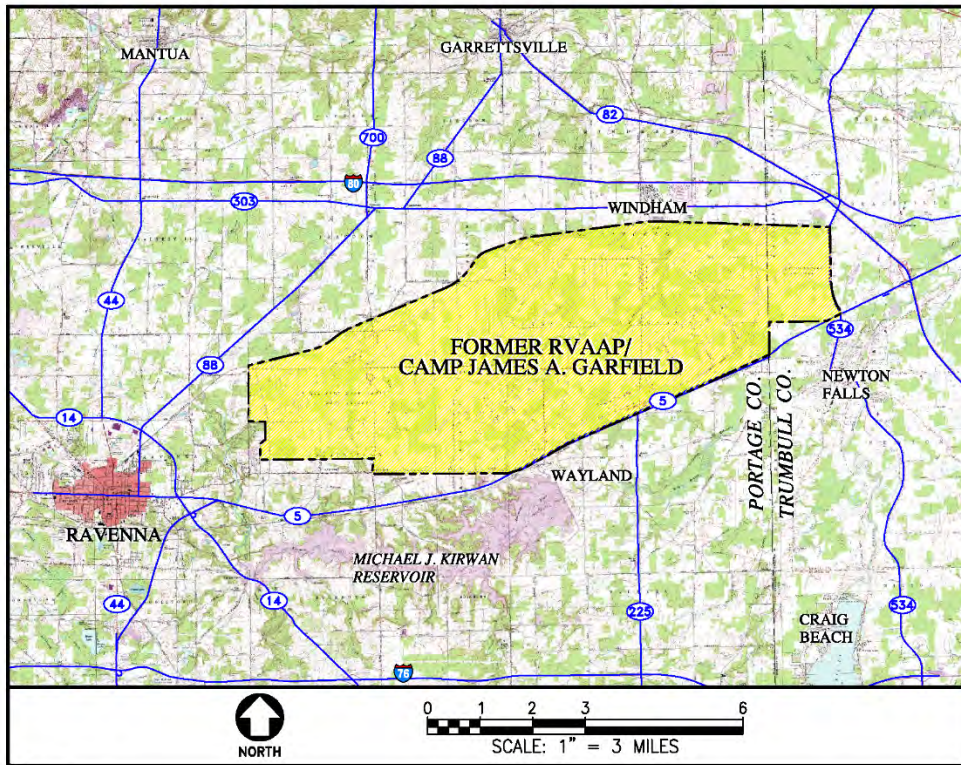 MANTUA
GARRETTSVILLE
82
700
88
80
303
WINDHAM
44
534
FORMER RVAAP/
CAMP JAMES A. GARFIELD
88
NEWTON
FALLS
5
14
PORTAGE CO.
TRUMBULL CO.
WAYLAND
RAVENNA
5
MICHAEL J. KIRWAN
RESERVOIR
44
14
225
534
CRAIG
BEACH
76
NORTH
0 1 2 3 6
SCALE: 1" = 3 MILES